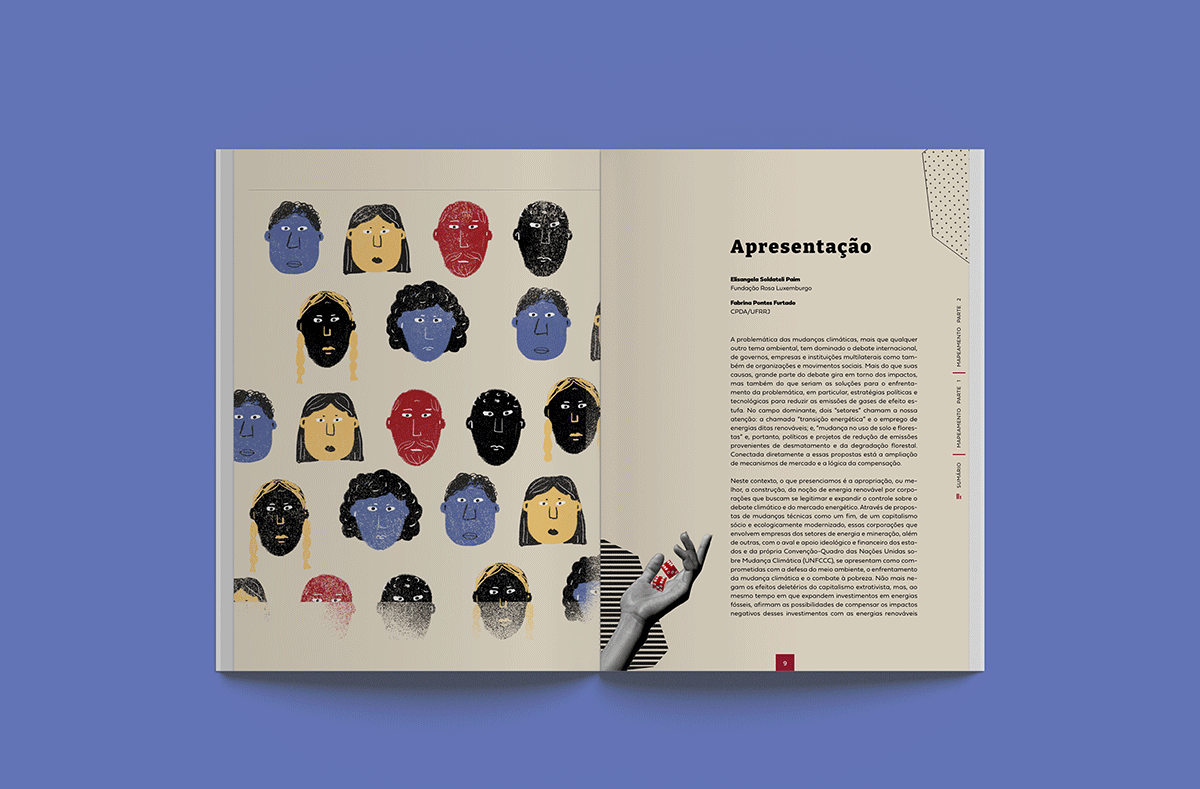 Apresentação
Elisangela Soldateli Paim
Fundação Rosa Luxemburgo
Fabrina Pontes Furtado
CPDA/UFRRJ
A problemática das mudanças climáticas, mais que qualquer
outro tema ambiental, tem dominado o debate internacional,
de governos, empresas e instituições multilaterais como tam-
bém de organizações e movimentos sociais. Mais do que suas
causas, grande parte do debate gira em torno dos impactos,
mas também do que seriam as soluções para o enfrenta-
mento da problemática, em particular, estratégias políticas e
tecnológicas para reduzir as emissões de gases de efeito es-
tufa. No campo dominante, dois "setores" chamam a nossa
atenção: a chamada "transição energética" e o emprego de
energias ditas renováveis; e, "mudança no uso de solo e flores-
tas" e, portanto, políticas e projetos de redução de emissões
provenientes de desmatamento e da degradação florestal.
Conectada diretamente a essas propostas está a ampliação
de mecanismos de mercado e a lógica da compensação.
Neste contexto, o que presenciamos é a apropriação, ou me-
lhor, a construção, da noção de energia renovável por corpo-
rações que buscam se legitimar e expandir o controle sobre o
debate climático e do mercado energético. Através de propos-
tas de mudanças técnicas como um fim, de um capitalismo
sócio e ecologicamente modernizado, essas corporações que
envolvem empresas dos setores de energia e mineração, além
de outras, com o aval e apoio ideológico e financeiro dos esta-
dos e da própria Convenção-Quadro das Nações Unidas so-
bre Mudança Climática (UNFCCC), se apresentam como com-
prometidas com a defesa do meio ambiente, o enfrentamento
da mudança climática e o combate à pobreza. Não mais ne-
gam os efeitos deletérios do capitalismo extrativista, mas, ao
mesmo tempo em que expandem investimentos em energias
fósseis, afirmam as possibilidades de compensar os impactos
negativos desses investimentos com as energias renováveis
SUMÁRIO
MAPEAMENTO PARTE 1
MAPEAMENTO PARTE 2
9